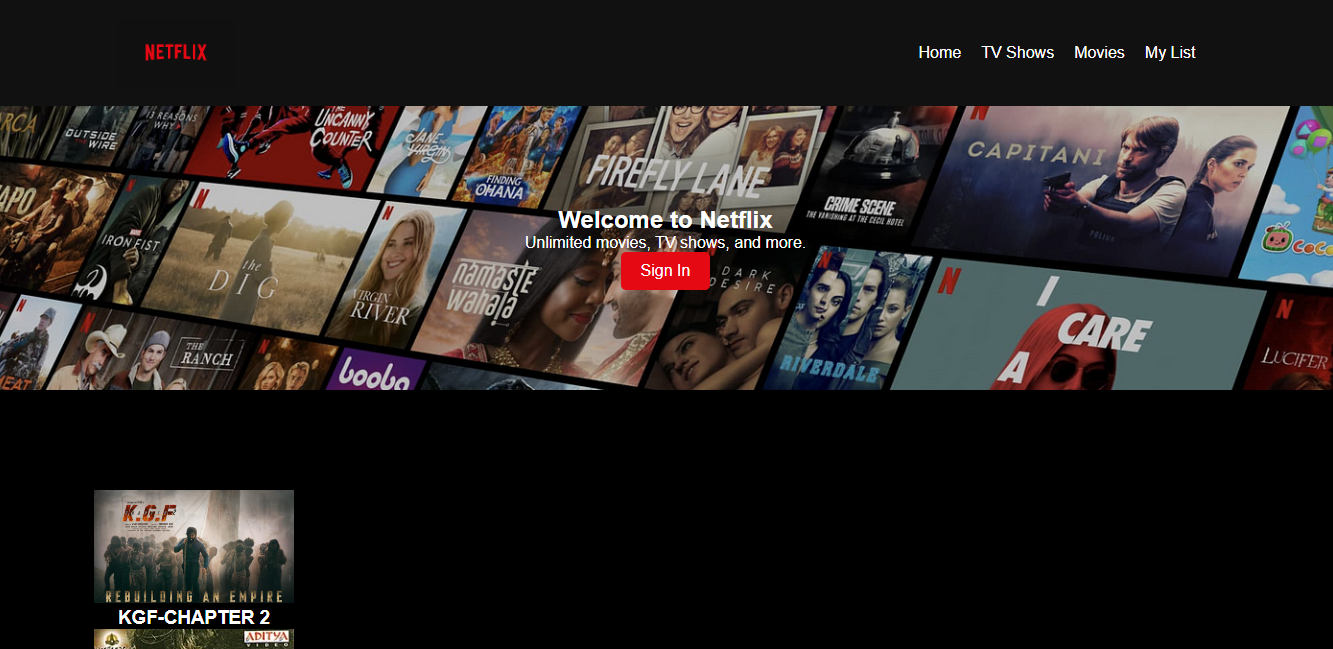 NETFLIX
Home TV Shows Movies My List
13 REASONS
WHY
OUTSIDE
THE
WIRE
UNCANNY
COUNTER
JANE
VIRGIN
FINDING
'OHANA
FIREFLY LANE
CRIME SCENE
THE VANISHING AT THE CECIL HOTEL
CAPITANI
MARVEL
IRON FIST
the
DIG
VIRGIN
RIVER
namaste
wahala
Welcome to Netflix
Unlimited movies, TV shows, and more.
Sign In
DARK
DESIRE
RIVERDALE
I
CARE
A
LUCIFER
THE
RANCH
booba
K.G.F
REBUILDING AN EMPIRE
KGF-CHAPTER 2
ADITYA
VIDEO